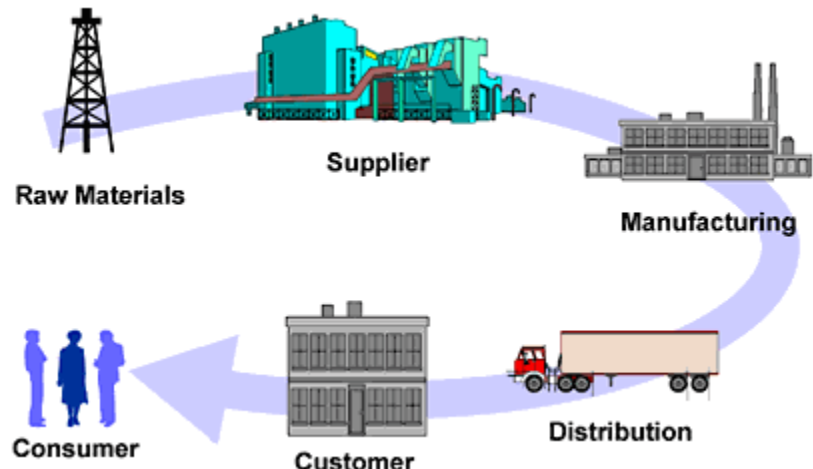 Raw Materials
Supplier
Manufacturing
Distribution
Customer
Consumer